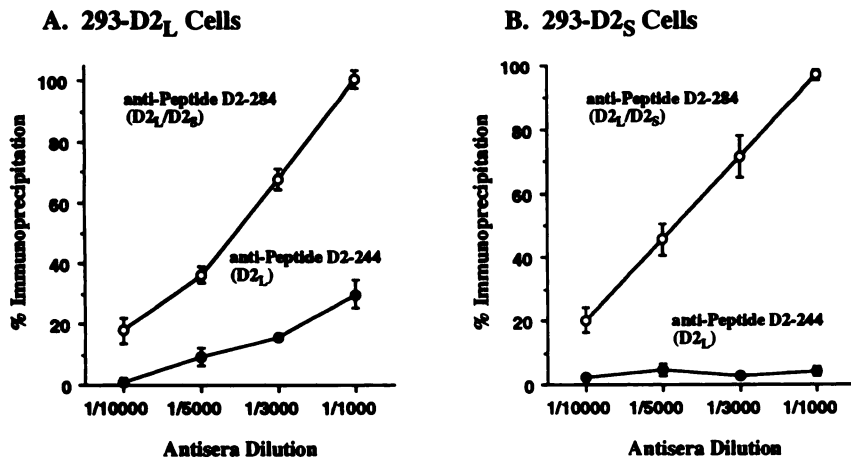 A. 293-D2L Cells
% Immunoprecipitation
100
80
60
40
20
0
anti-Peptide D2-284
(D2L/D2S)
anti-Peptide D2-244
(D2L)
1/10000 1/5000 1/3000 1/1000
Antisera Dilution
B. 293-D2S Cells
% Immunoprecipitation
100
80
60
40
20
0
anti-Peptide D2-284
(D2L/D2S)
anti-Peptide D2-244
(D2L)
1/10000 1/5000 1/3000 1/1000
Antisera Dilution